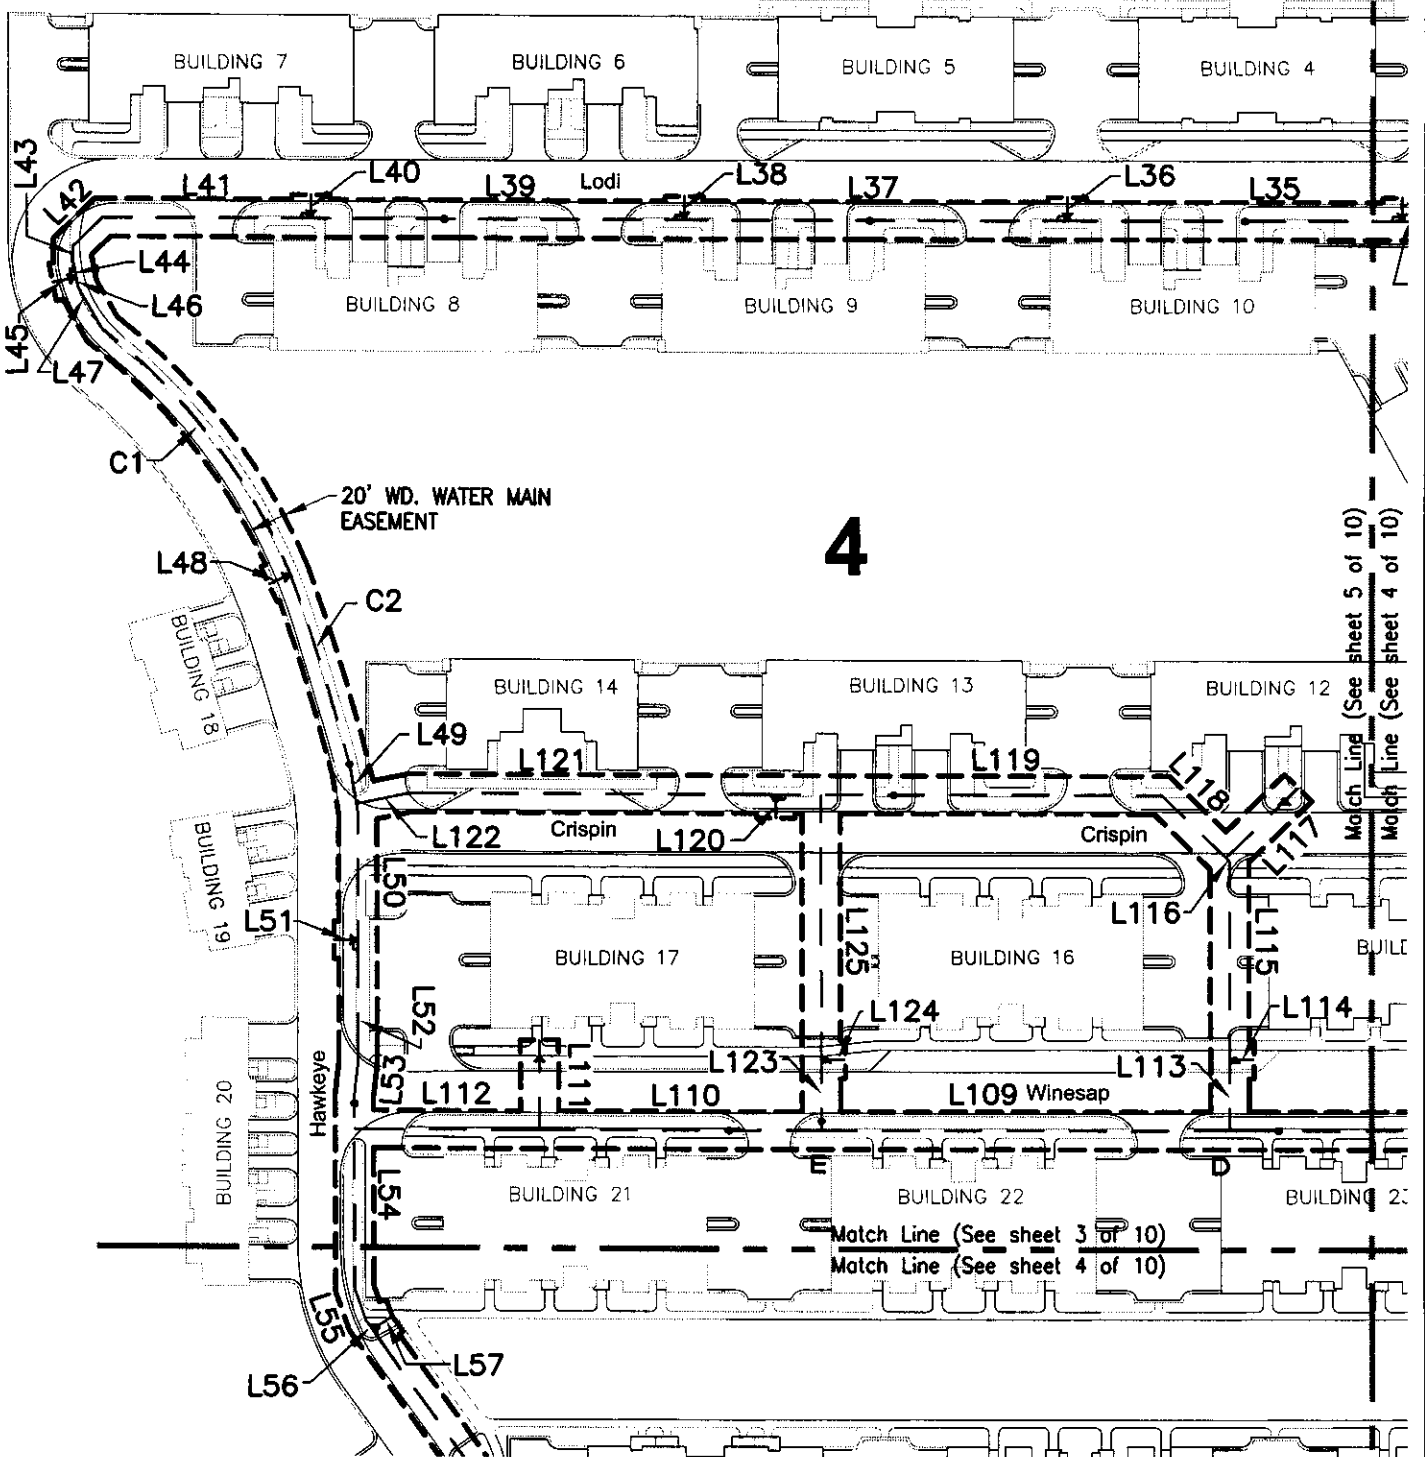 BUILDING 7
BUILDING 6
BUILDING 5
BUILDING 4
L43
L42
L41
L40
L39
Lodi
L38
L37
L36
L35
L44
L46
L45
L47
BUILDING 8
BUILDING 9
BUILDING 10
C1
20' WD. WATER MAIN
EASEMENT
4
L48
C2
Match Line (See sheet 5 of 10)
Match Line (See sheet 4 of 10)
BUILDING 18
BUILDING 14
BUILDING 13
BUILDING 12
L49
L121
L119
L118
L122
Crispin
L120
Crispin
L117
BUILDING 19
L50
L51
L116
L125
L115
BUILDING 17
BUILDING 16
BUILD
L52
L124
L114
L123
L113
Hawkeye
L53
L112
L111
L110
L109
Winesap
BUILDING 20
L54
E
D
BUILDING 21
BUILDING 22
BUILDING 23
Match Line (See sheet 3 of 10)
Match Line (See sheet 4 of 10)
L55
L57
L56